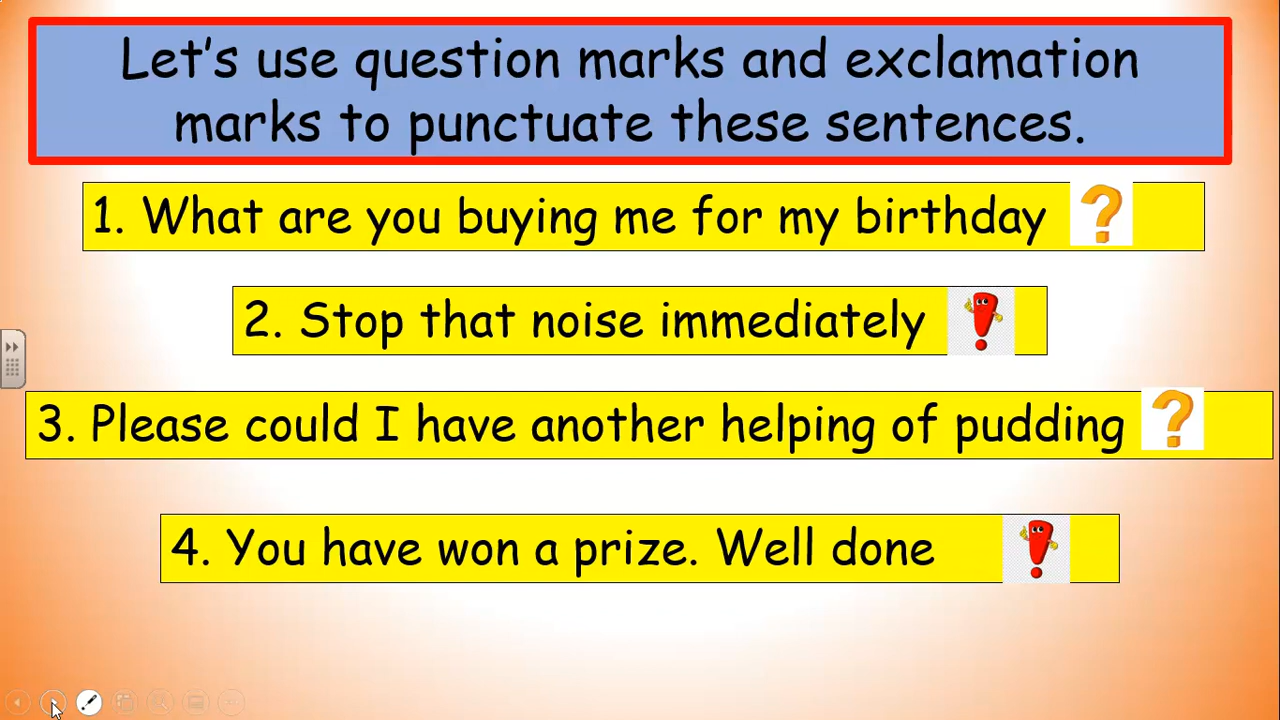 Let's use question marks and exclamation
marks to punctuate these sentences.
1. What are you buying me for my birthday ?
2. Stop that noise immediately !
3. Please could I have another helping of pudding ?
4. You have won a prize. Well done !